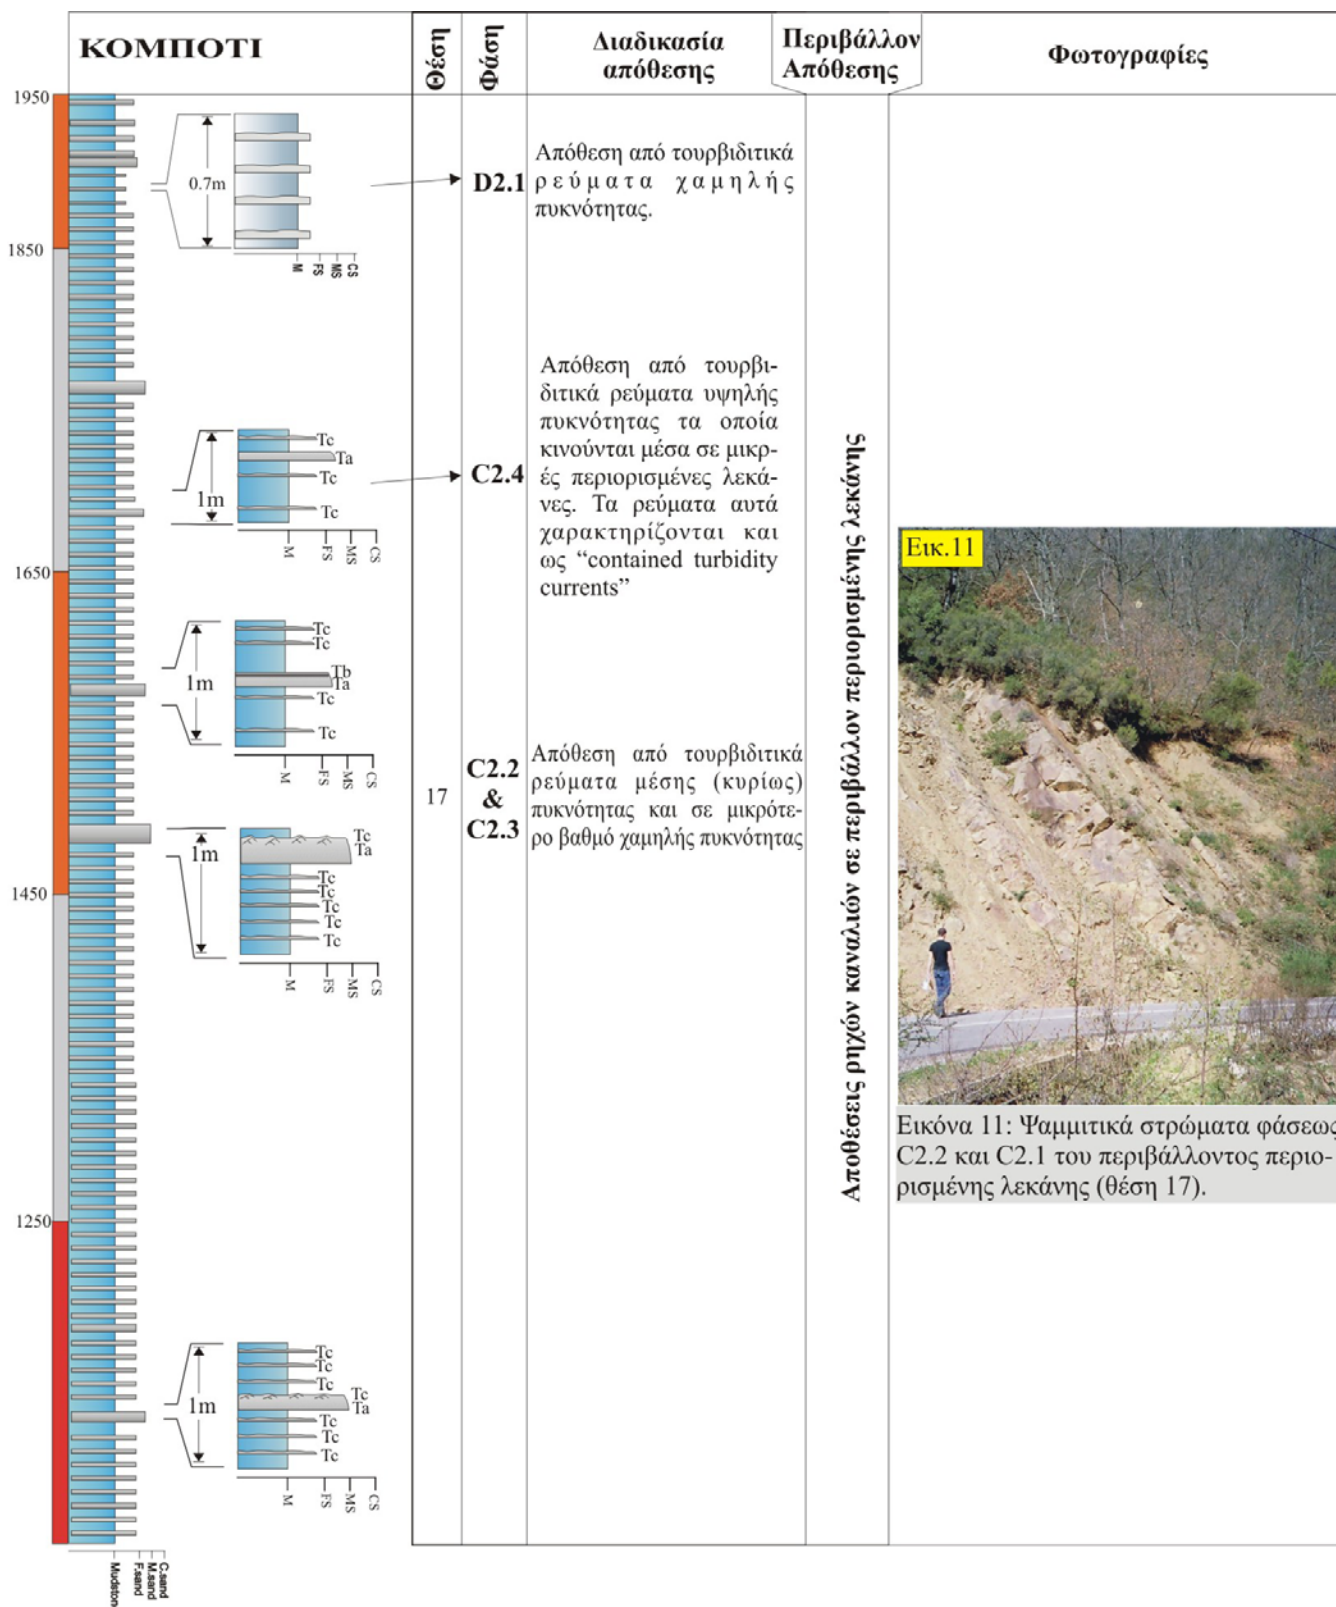 ΚΟΜΠΟΤΙ
Θέση
Φάση
Διαδικασία
απόθεσης
Περιβάλλον
Απόθεσης
Φωτογραφίες
1950
1850
1650
1450
1250
0.7m
M
FS
MS
CS
D2.1
Απόθεση από τουρβιδιτικά
ρεύματα χαμηλής
πυκνότητας.
1m
Tc
Ta
Tc
Tc
M
FS
MS
CS
C2.4
Απόθεση από τουρβι-
διτικά ρεύματα υψηλής
πυκνότητας τα οποία
κινούνται μέσα σε μικρ-
ές περιορισμένες λεκά-
νες. Τα ρεύματα αυτά
χαρακτηρίζονται και
ως “contained turbidity
currents”
1m
Tc
Tc
Tb
Ta
Tc
Tc
M
FS
MS
CS
17
C2.2
&
C2.3
Απόθεση από τουρβιδιτικά
ρεύματα μέσης (κυρίως)
πυκνότητας και σε μικρότε-
ρο βαθμό χαμηλής πυκνότητας
1m
Tc
Ta
Tc
Tc
Tc
Tc
Tc
M
FS
MS
CS
1m
Tc
Tc
Tc
Tc
Ta
Tc
Tc
Tc
M
FS
MS
CS
Mudston
F.sand
M.sand
C.sand
Αποθέσεις ρηχών καναλιών σε περιβάλλον περιορισμένης λεκάνης
Εικ.11
Εικόνα 11: Ψαμμιτικά στρώματα φάσεως
C2.2 και C2.1 του περιβάλλοντος περιο-
ρισμένης λεκάνης (θέση 17).